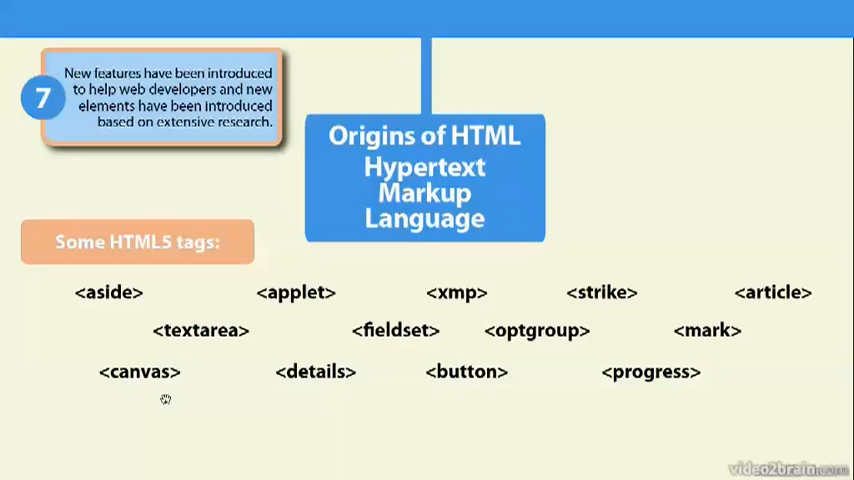 7
New features have been introduced
to help web developers and new
elements have been introduced
based on extensive research.
Origins of HTML
Hypertext
Markup
Language
Some HTML5 tags:
<aside> <applet> <xmp> <strike> <article>
<textarea> <fieldset> <optgroup> <mark>
<canvas> <details> <button> <progress>
video2brain.com